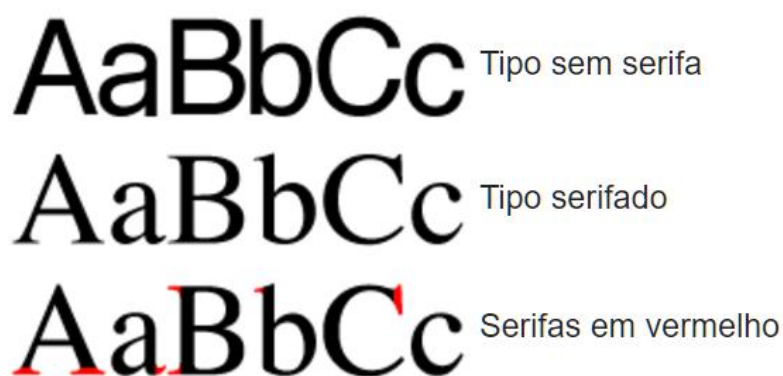 AaBbCc Tipo sem serifa
AaBbCc Tipo serifado
AaBbCc Serifas em vermelho